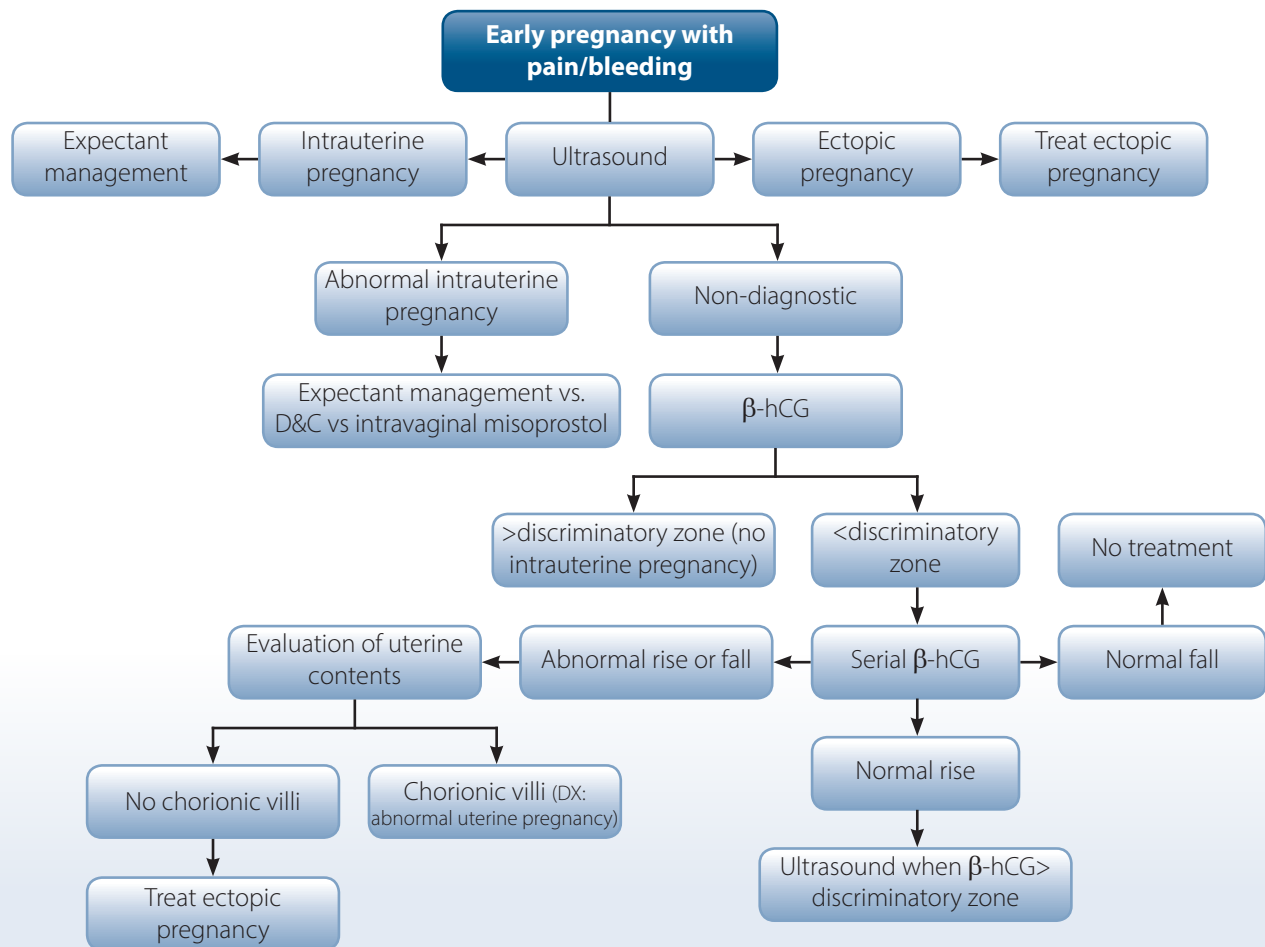 Early pregnancy with
pain/bleeding
Expectant
management
Intrauterine
pregnancy
Ultrasound
Ectopic
pregnancy
Treat ectopic
pregnancy
Abnormal intrauterine
pregnancy
Non-diagnostic
Expectant management vs.
D&C vs intravaginal misoprostol
β-hCG
>discriminatory zone (no
intrauterine pregnancy)
<discriminatory
zone
No treatment
Evaluation of uterine
contents
Abnormal rise or fall
Serial β-hCG
Normal fall
No chorionic villi
Chorionic villi (DX:
abnormal uterine pregnancy)
Normal rise
Treat ectopic
pregnancy
Ultrasound when β-hCG>
discriminatory zone